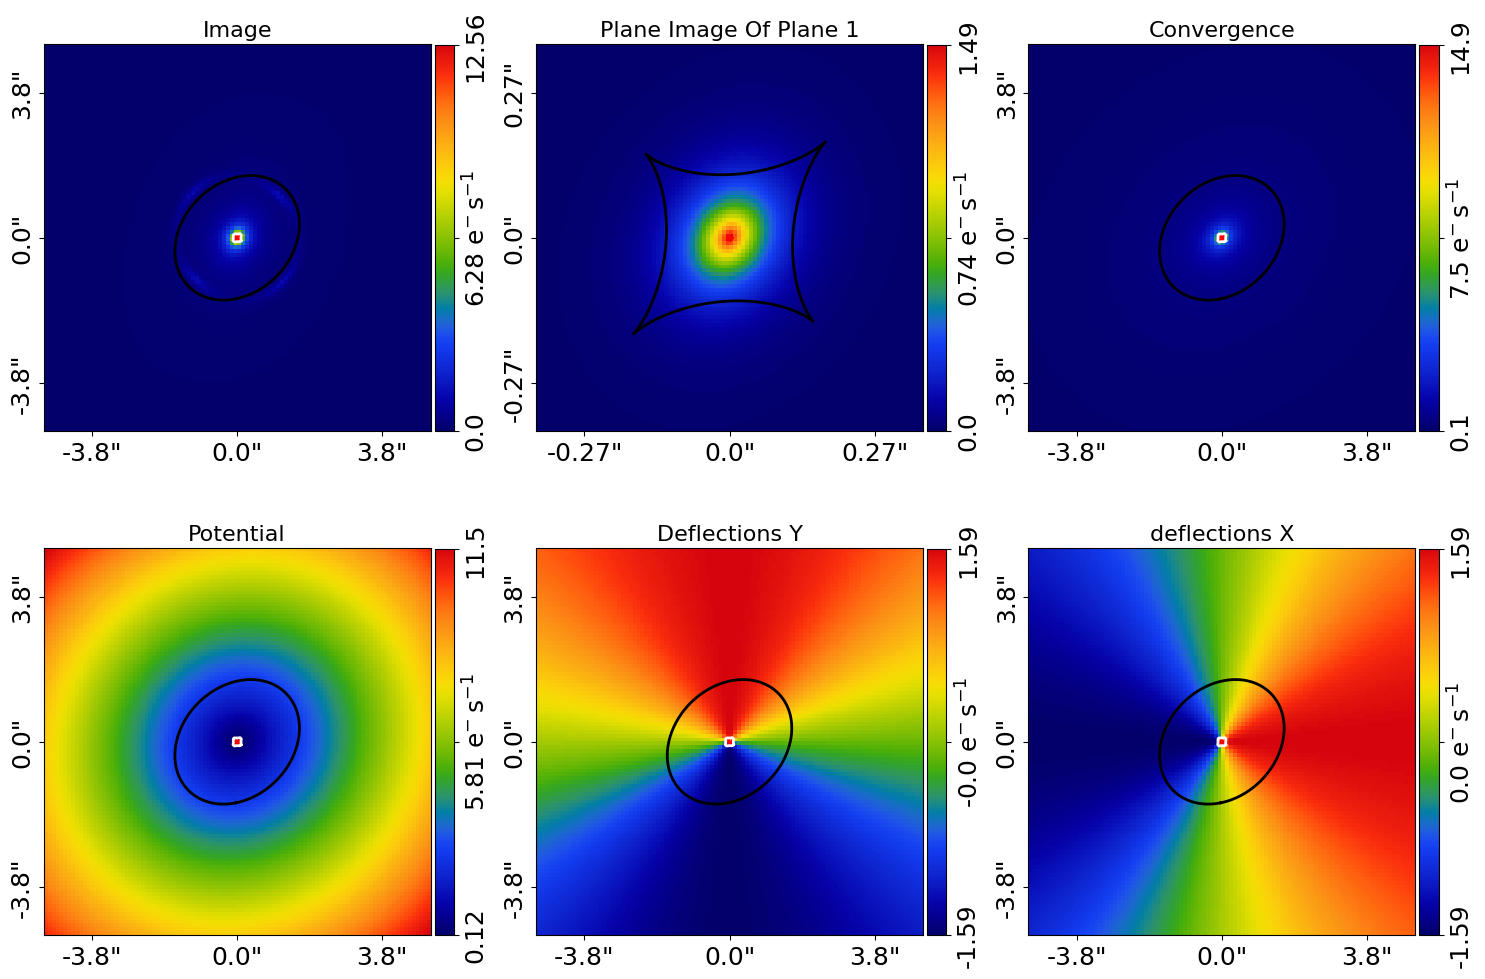 Image
3.8"
0.0"
-3.8"
-3.8" 0.0" 3.8"
12.56
6.28 e⁻ s⁻¹
0.0
Plane Image Of Plane 1
0.27"
0.0"
-0.27"
-0.27" 0.0" 0.27"
1.49
0.74 e⁻ s⁻¹
0.0
Convergence
3.8"
0.0"
-3.8"
-3.8" 0.0" 3.8"
14.9
7.5 e⁻ s⁻¹
0.1
Potential
3.8"
0.0"
-3.8"
-3.8" 0.0" 3.8"
11.5
5.81 e⁻ s⁻¹
0.12
Deflections Y
3.8"
0.0"
-3.8"
-3.8" 0.0" 3.8"
1.59
-0.0 e⁻ s⁻¹
-1.59
deflections X
3.8"
0.0"
-3.8"
-3.8" 0.0" 3.8"
1.59
0.0 e⁻ s⁻¹
-1.59